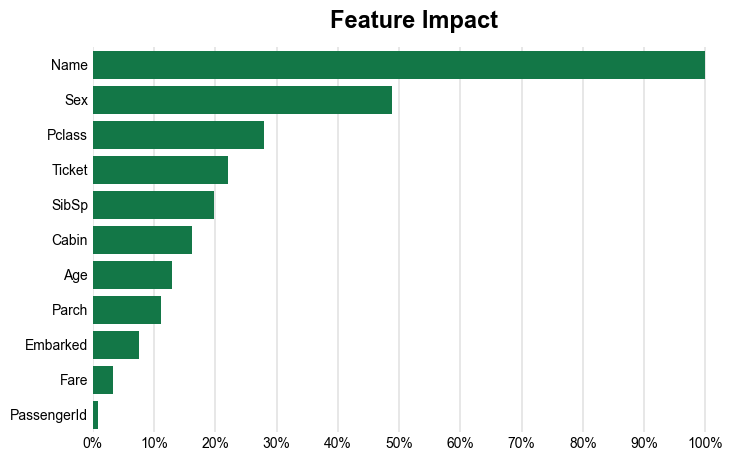 Feature Impact
Name
Sex
Pclass
Ticket
SibSp
Cabin
Age
Parch
Embarked
Fare
PassengerId
0% 10% 20% 30% 40% 50% 60% 70% 80% 90% 100%